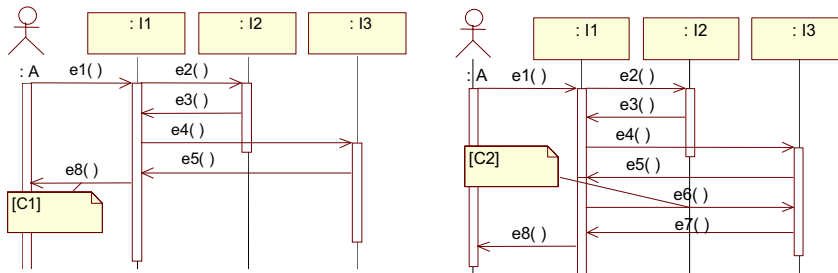 : I1
: I2
: I3
: A
e1( )
e2( )
e3( )
e4( )
e5( )
e8( )
[C1]
: I1
: I2
: I3
: A
e1( )
e2( )
e3( )
e4( )
[C2]
e5( )
e6( )
e7( )
e8( )